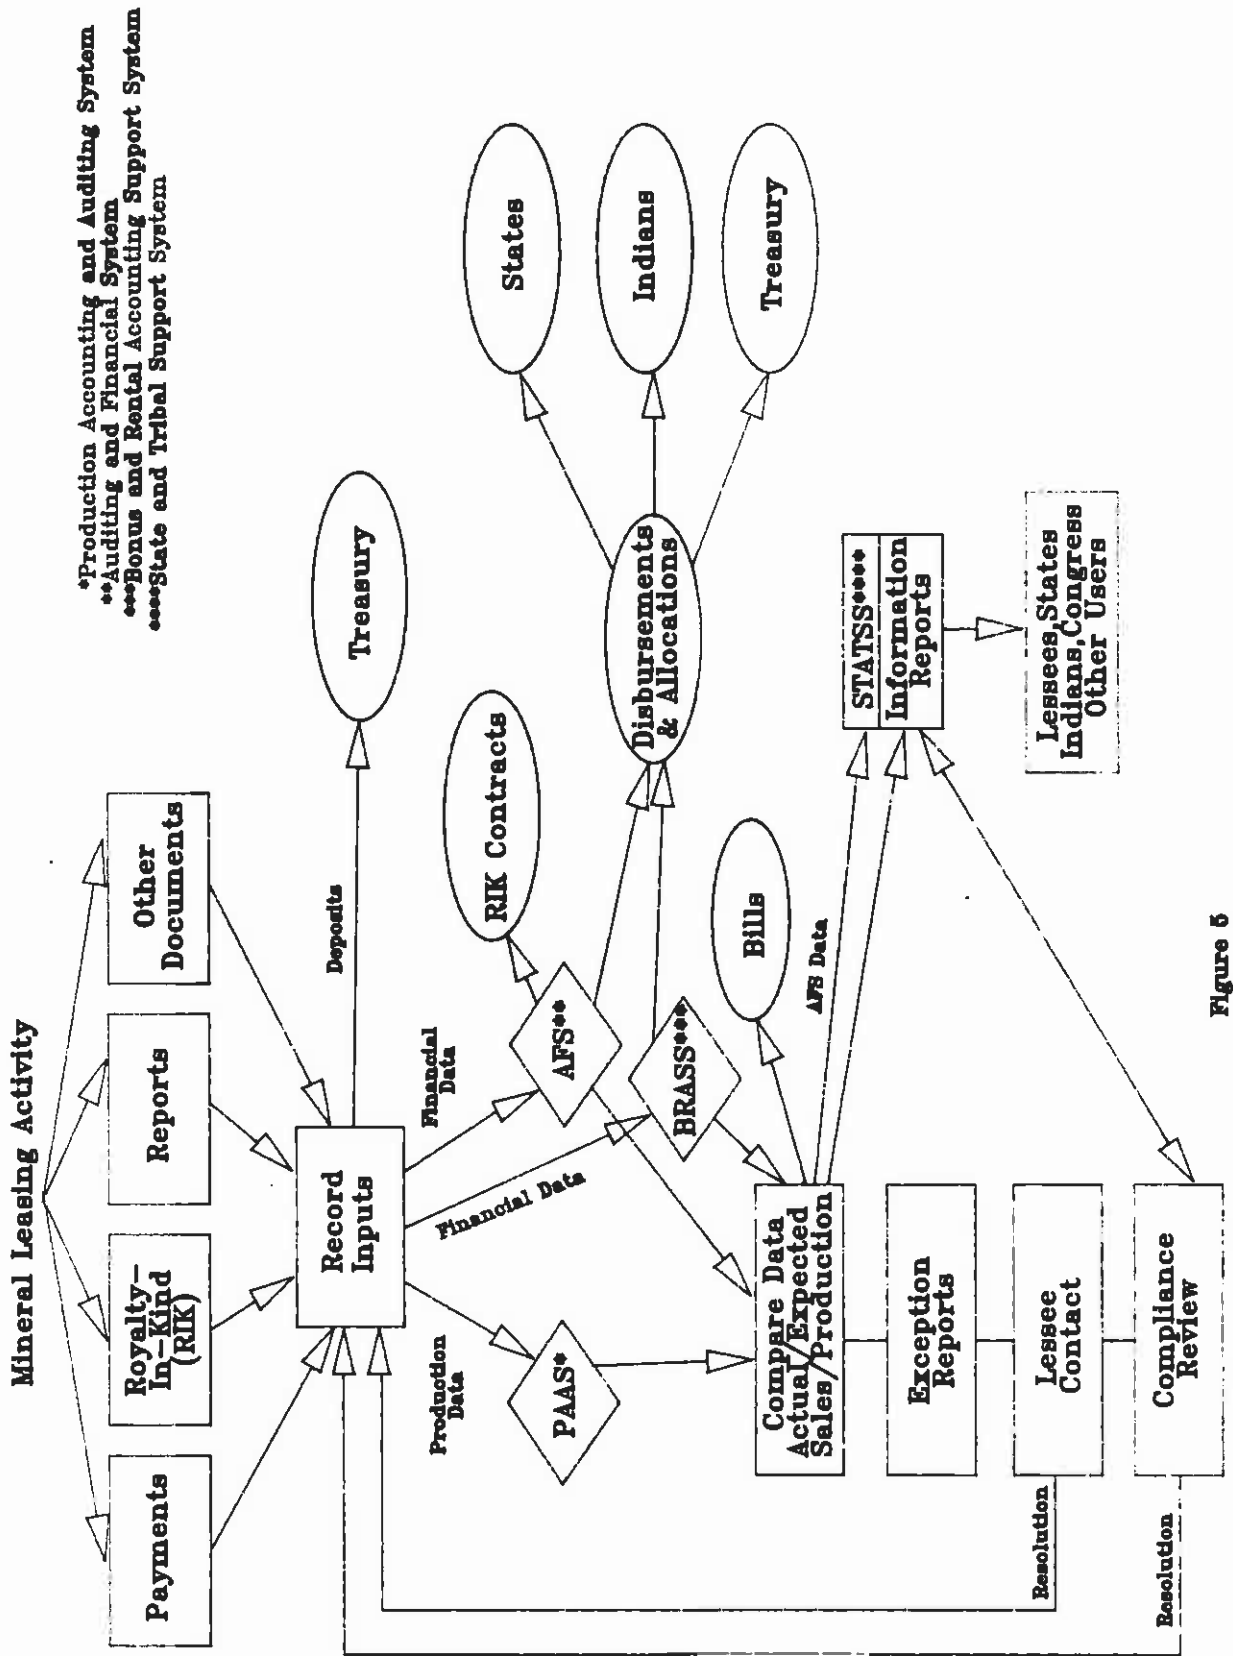 *Production Accounting and Auditing System
**Auditing and Financial System
***Bonus and Rental Accounting Support System
****State and Tribal Support System
Mineral Leasing Activity
Payments
Royalty-
In-Kind
(RIK)
Reports
Other
Documents
Record
Inputs
Deposits
Treasury
Production
Data
Financial Data
Financial
Data
PAAS*
BRASS***
AFS**
RIK Contracts
Disbursements
& Allocations
States
Indians
Treasury
Compare Data
Actual/Expected
Sales/Production
Bills
AFS Data
STATSS****
Information
Reports
Lessees,States
Indians,Congress
Other Users
Exception
Reports
Lessee
Contact
Resolution
Compliance
Review
Resolution
Figure 5